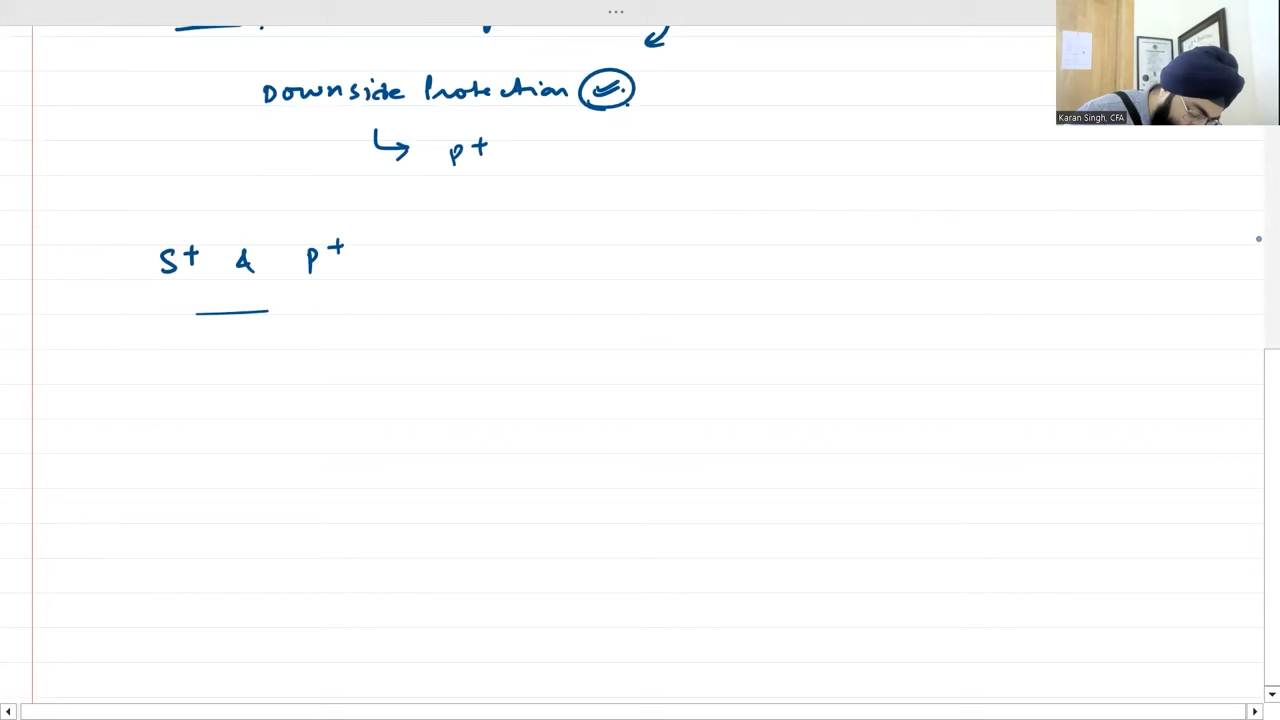 Downside Protection
p+
S+ & P+
Karan Singh, CFA